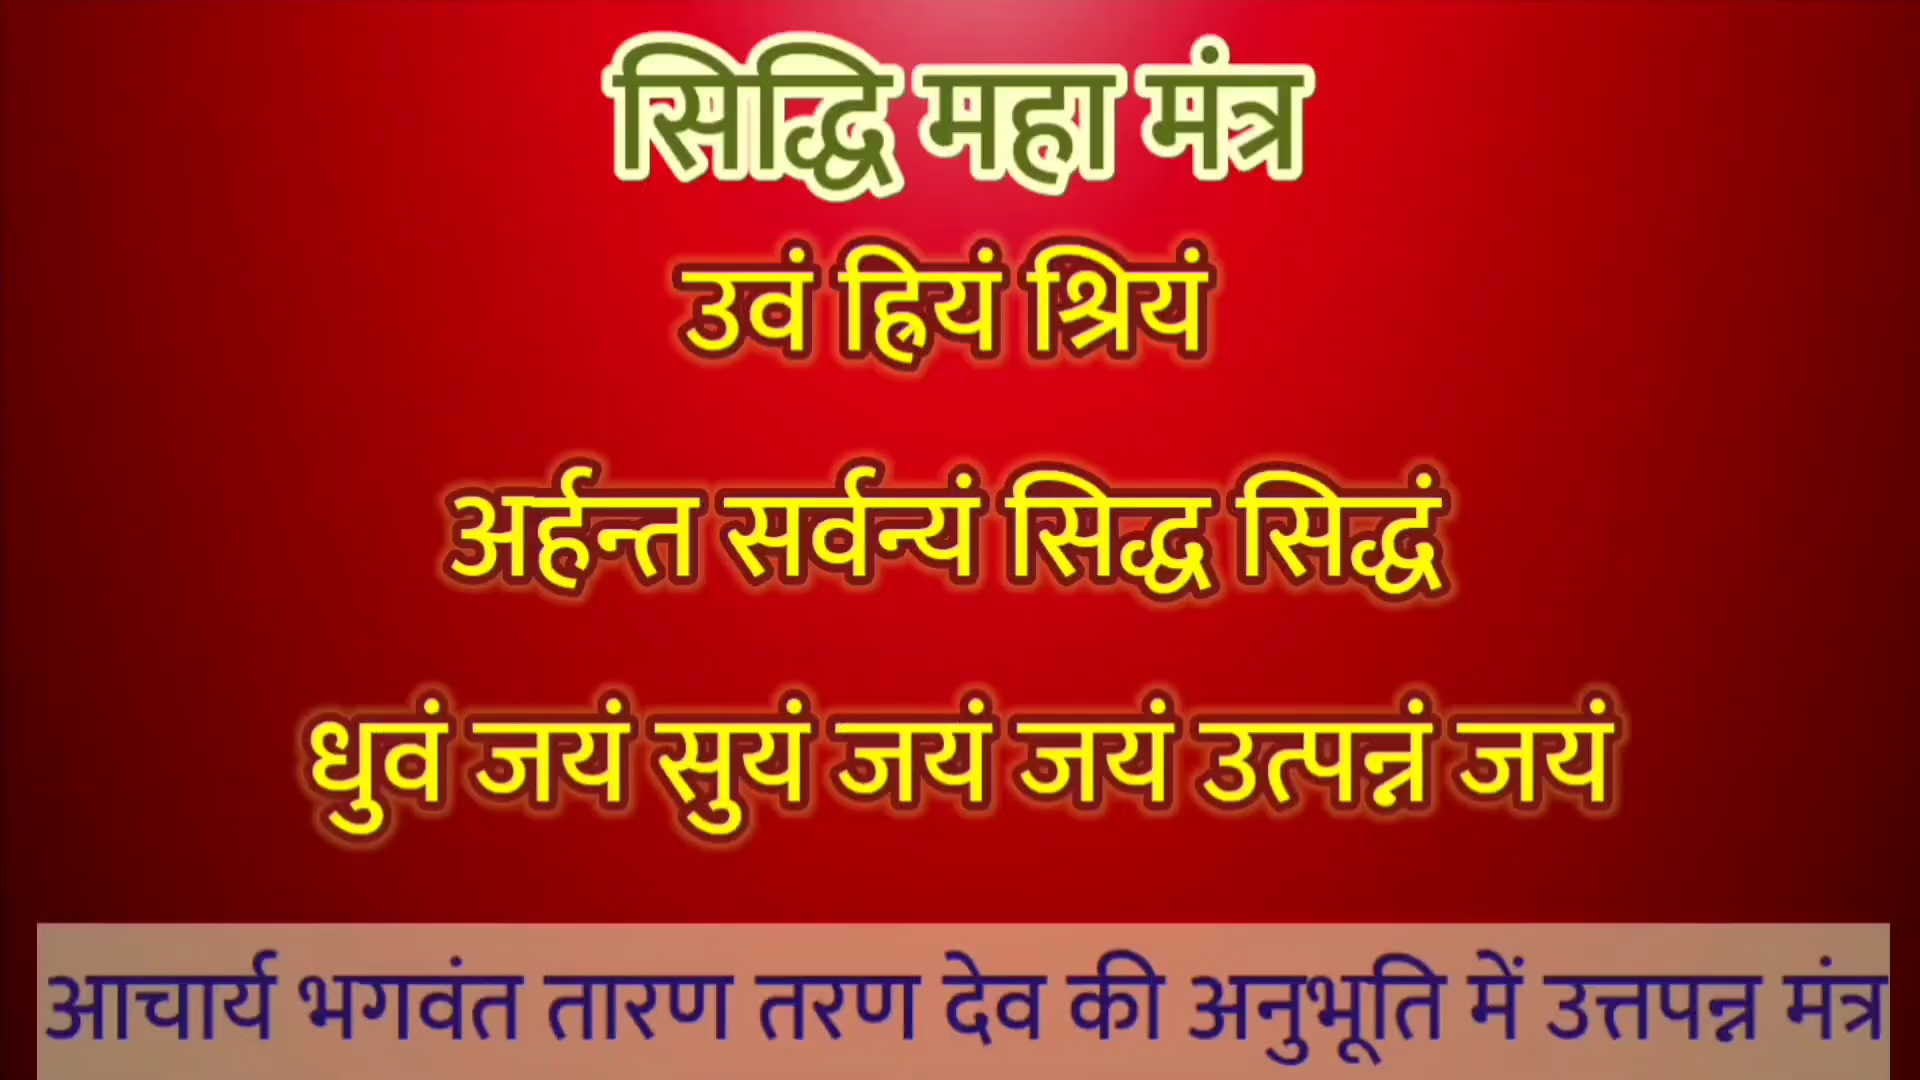 सिद्धि महा मंत्र
उवं ह्रियं श्रियं
अर्हन्त सर्वन्यं सिद्ध सिद्धं
धुवं जयं सुयं जयं जयं उत्पन्नं जयं
आचार्य भगवंत तारण तरण देव की अनुभूति में उत्तपन्न मंत्र